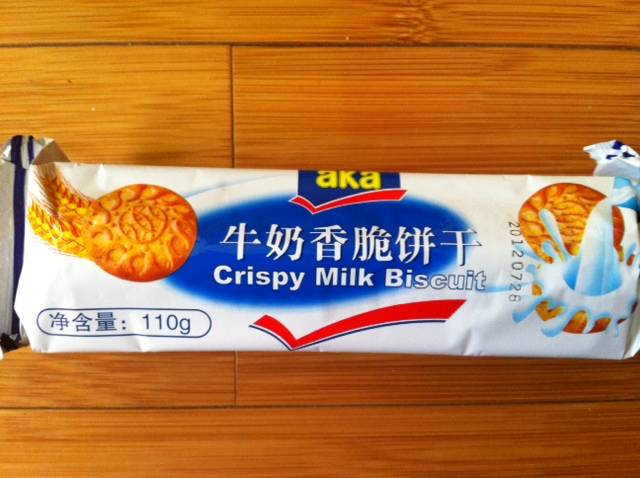 aka
牛奶香脆饼干
Crispy Milk Biscuit
净含量：110g
20120726